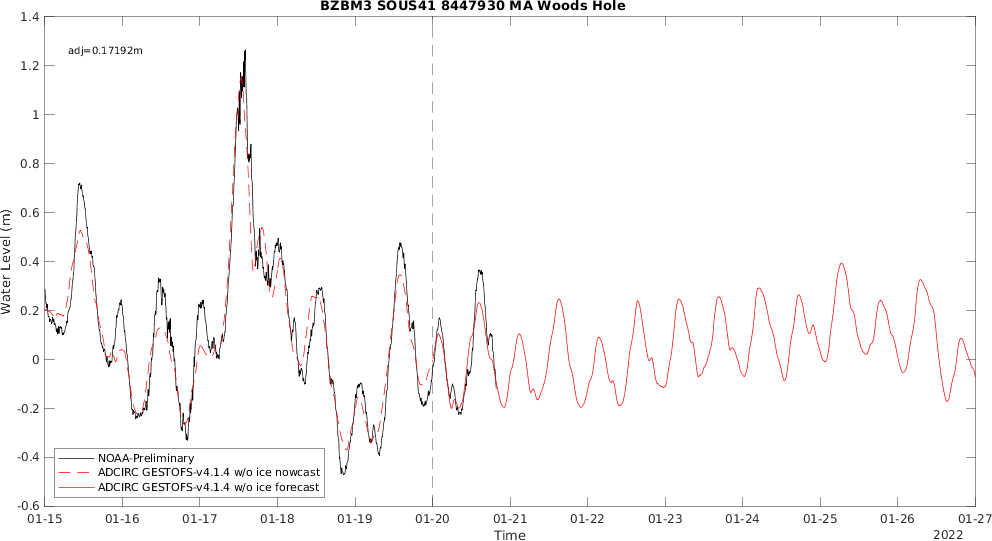 BZBM3 SOUS41 8447930 MA Woods Hole
adj=0.17192m
Water Level (m)
1.4
1.2
1
0.8
0.6
0.4
0.2
0
-0.2
-0.4
-0.6
NOAA-Preliminary
ADCIRC GESTOFS-v4.1.4 w/o ice nowcast
ADCIRC GESTOFS-v4.1.4 w/o ice forecast
01-15 01-16 01-17 01-18 01-19 01-20 01-21 01-22 01-23 01-24 01-25 01-26 01-27
Time
2022